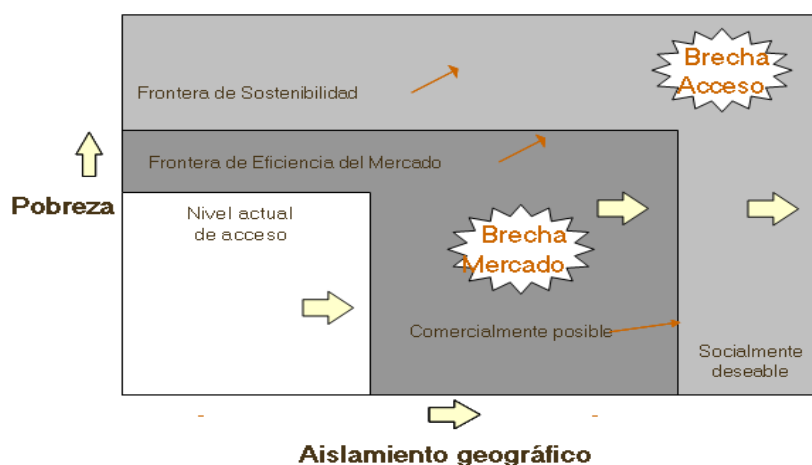 Brecha
Acceso
Frontera de Sostenibilidad
Frontera de Eficiencia del Mercado
Pobreza
Nivel actual
de acceso
Brecha
Mercado
Comercialmente posible
Socialmente
deseable
Aislamiento geográfico